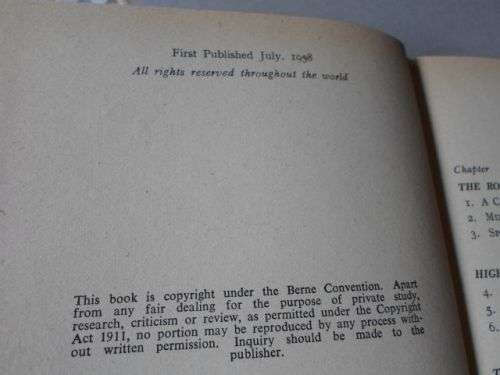 First Published July, 1958
All rights reserved throughout the world
This book is copyright under the Berne Convention. Apart
from any fair dealing for the purpose of private study,
research, criticism or review, as permitted under the Copyright
Act 1911, no portion may be reproduced by any process with-
out written permission. Inquiry should be made to the
publisher.
Chapter
THE RO
1. A C
2. Mu
3. Sp
HIGH
4.
5.
6.